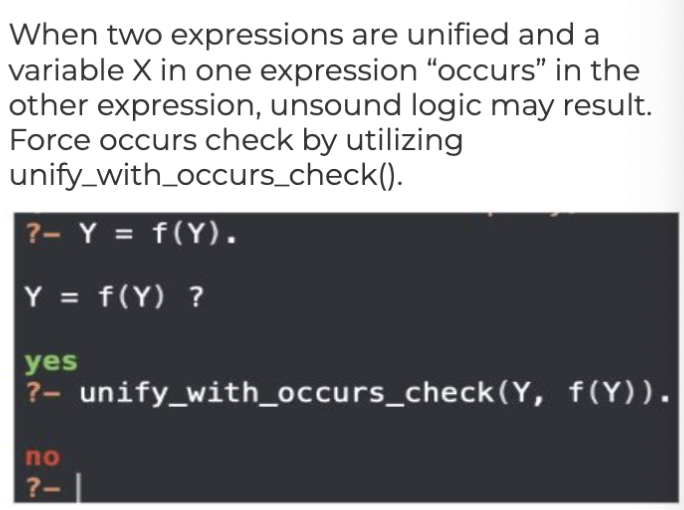 When two expressions are unified and a
variable X in one expression “occurs” in the
other expression, unsound logic may result.
Force occurs check by utilizing
unify_with_occurs_check().
?- Y = f(Y).
Y = f(Y) ?
yes
?- unify_with_occurs_check(Y, f(Y)).
no
?-